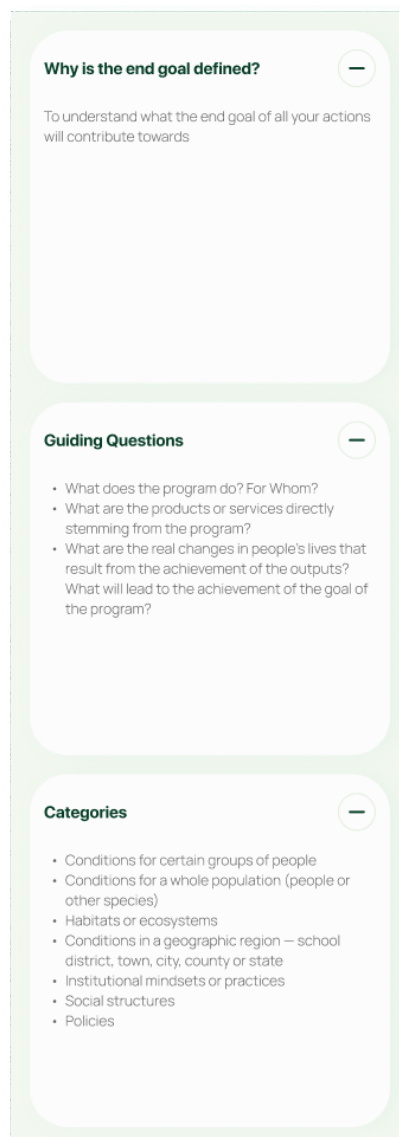 Why is the end goal defined?
To understand what the end goal of all your actions
will contribute towards
Guiding Questions
• What does the program do? For Whom?
• What are the products or services directly
stemming from the program?
• What are the real changes in people's lives that
result from the achievement of the outputs?
What will lead to the achievement of the goal of
the program?
Categories
• Conditions for certain groups of people
• Conditions for a whole population (people or
other species)
• Habitats or ecosystems
• Conditions in a geographic region — school
district, town, city, county or state
• Institutional mindsets or practices
• Social structures
• Policies